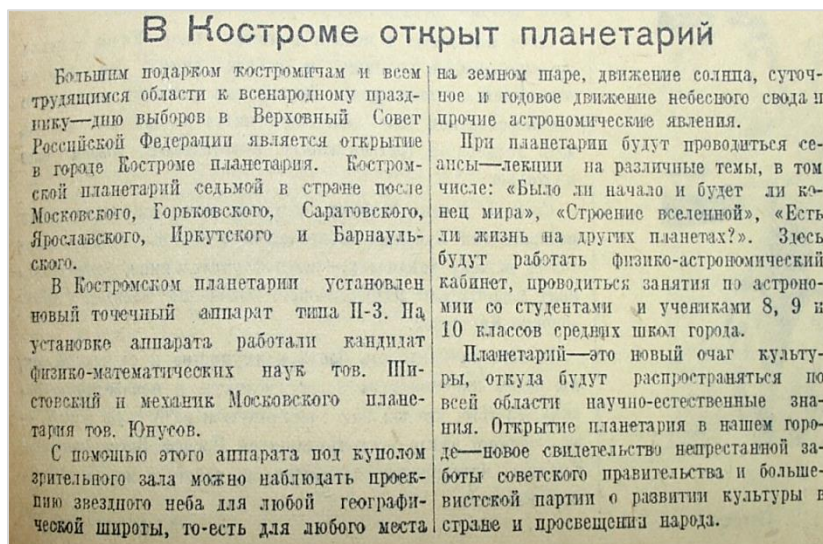 В Костроме открыт планетарий
Большим подарком костромичам и всем
трудящимся области к всенародному празд-
нику—дню выборов в Верховный Совет
Российской Федерации является открытие
в городе Костроме планетария. Костром-
ской планетарий седьмой в стране после
Московского, Горьковского, Саратовского,
Ярославского, Иркутского и Барнауль-
ского.
В Костромском планетарии установлен
новый точечный аппарат типа П-3. На
установке аппарата работали кандидат
физико-математических наук тов. Ши-
стовский и механик Московского плане-
тария тов. Юнусов.
С помощью этого аппарата под куполом
зрительного зала можно наблюдать проек-
цию звездного неба для любой географи-
ческой широты, то-есть для любого места
на земном шаре, движение солнца, суточ-
ное и годовое движение небесного свода и
прочие астрономические явления.
При планетарии будут проводиться се-
ансы—лекции на различные темы, в том
числе: «Было ли начало и будет ли ко-
нец мира», «Строение вселенной», «Есть
ли жизнь на других планетах?». Здесь
будут работать физико-астрономический
кабинет, проводиться занятия по астроно-
мии со студентами и учениками 8, 9 и
10 классов средних школ города.
Планетарий—это новый очаг культу-
ры, откуда будут распространяться по
всей области научно-естественные зна-
ния. Открытие планетария в нашем горо-
де—новое свидетельство непрестанной за-
боты советского правительства и больше-
вистской партии о развитии культуры в
стране и просвещении народа.